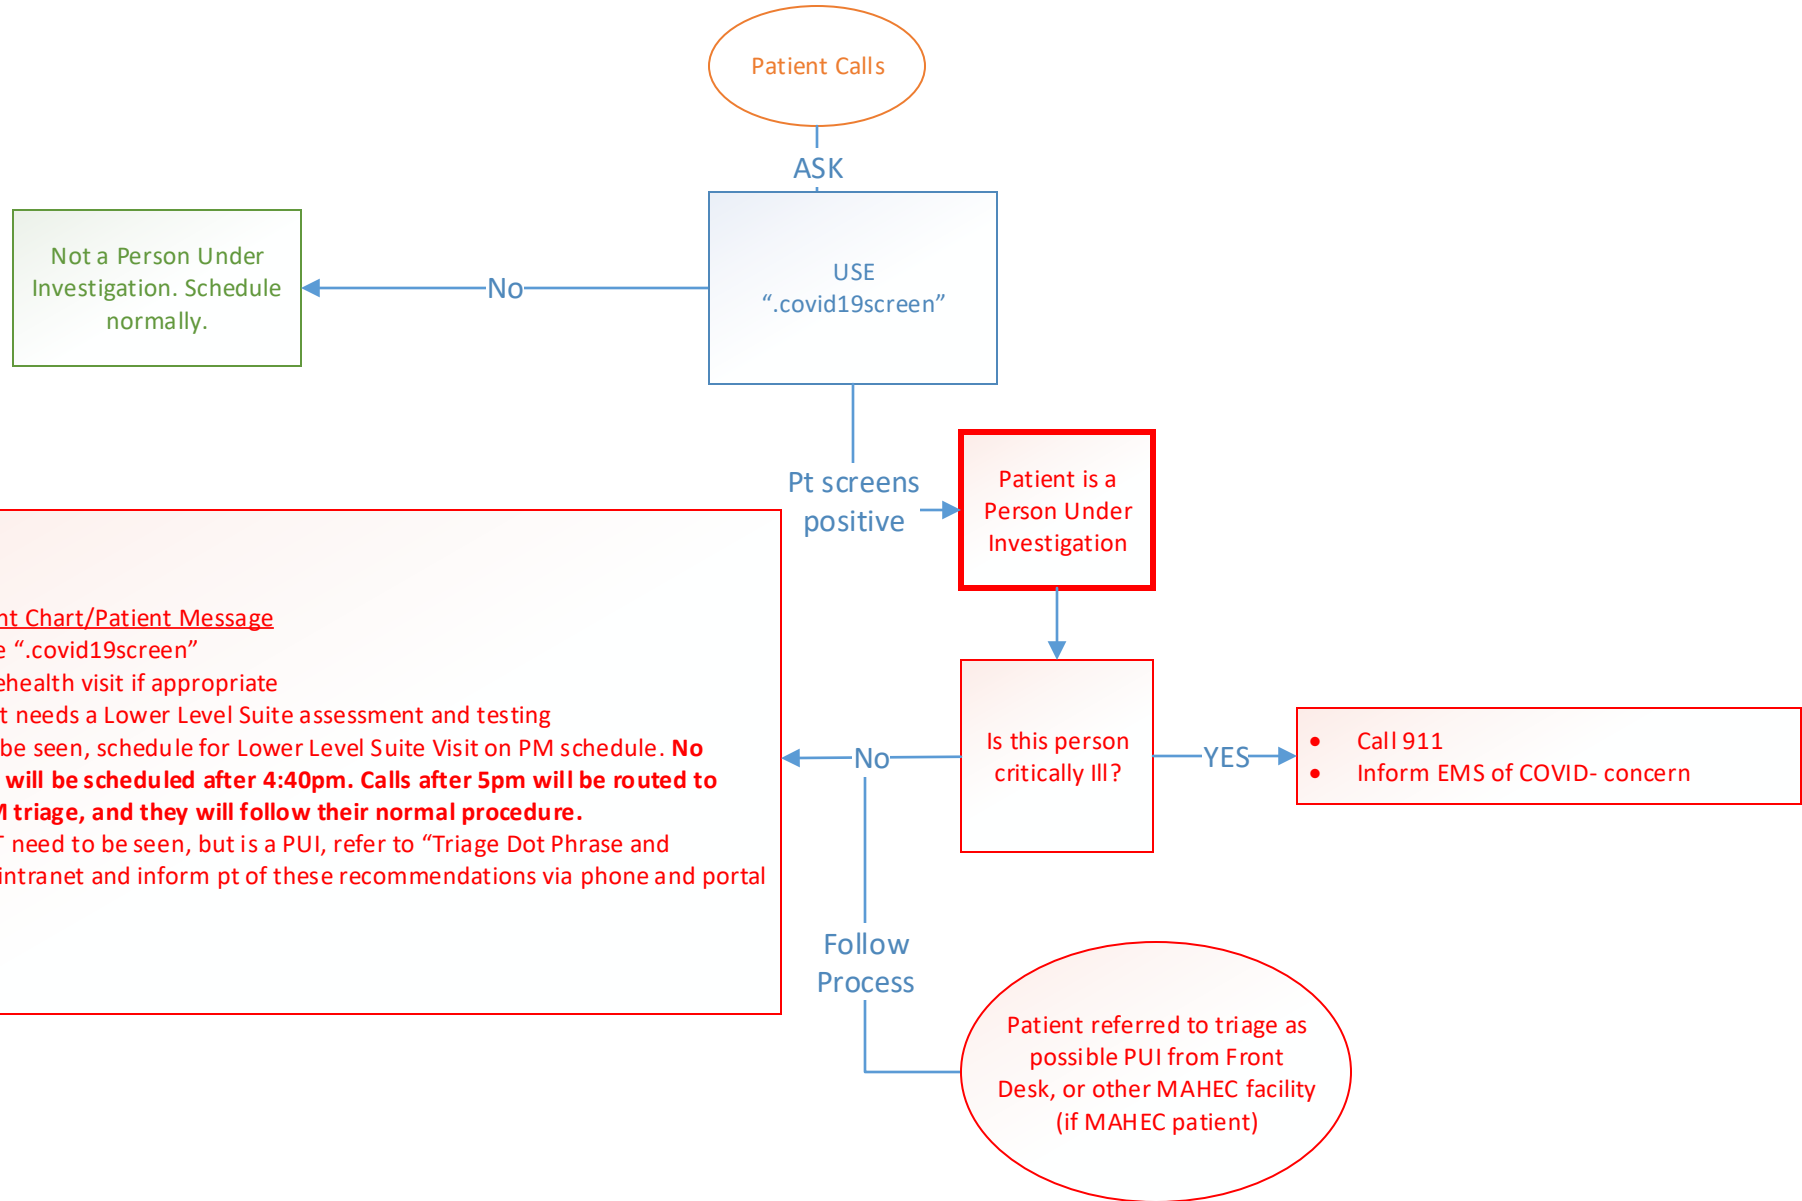 Patient Calls
ASK
USE
“.covid19screen”
No
Not a Person Under
Investigation. Schedule
normally.
Pt screens
positive
Patient is a
Person Under
Investigation
Is this person
critically Ill?
YES
• Call 911
• Inform EMS of COVID- concern
No
Chart/Patient Message
“.covid19screen”
visit if appropriate
needs a Lower Level Suite assessment and testing
be seen, schedule for Lower Level Suite Visit on PM schedule. No
will be scheduled after 4:40pm. Calls after 5pm will be routed to
triage, and they will follow their normal procedure.
need to be seen, but is a PUI, refer to “Triage Dot Phrase and
intranet and inform pt of these recommendations via phone and portal
Follow
Process
Patient referred to triage as
possible PUI from Front
Desk, or other MAHEC facility
(if MAHEC patient)